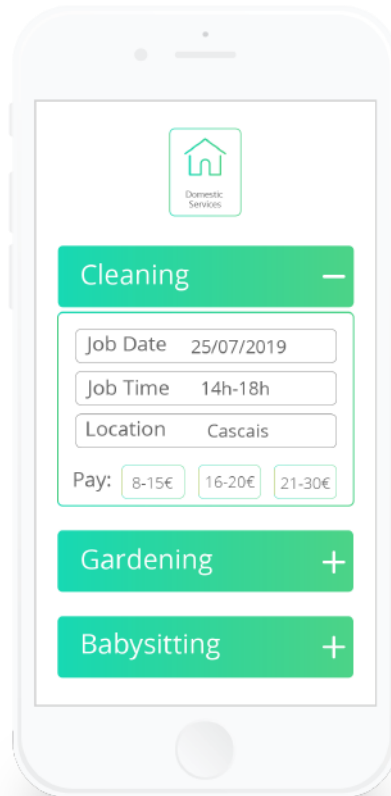 Domestic
Services
Cleaning −
Job Date 25/07/2019
Job Time 14h-18h
Location Cascais
Pay: 8-15€ 16-20€ 21-30€
Gardening +
Babysitting +